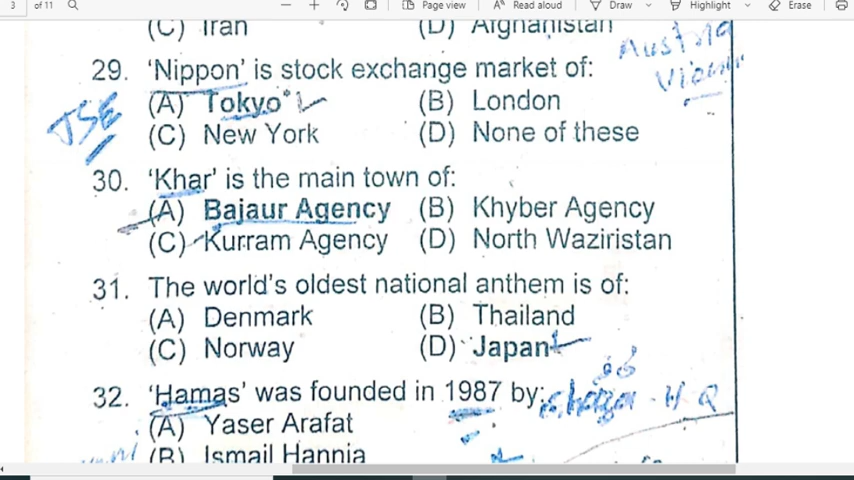 3 of 11 Page view Read aloud Draw Highlight Erase
(C) Iran (D) Afghanistan
Austria
29. 'Nippon' is stock exchange market of:
(A) Tokyo (B) London
JSE
(C) New York (D) None of these
30. 'Khar' is the main town of:
(A) Bajaur Agency (B) Khyber Agency
(C) Kurram Agency (D) North Waziristan
31. The world's oldest national anthem is of:
(A) Denmark (B) Thailand
(C) Norway (D) Japan
32. 'Hamas' was founded in 1987 by: H-Q
(A) Yaser Arafat
(B) Ismail Hannia